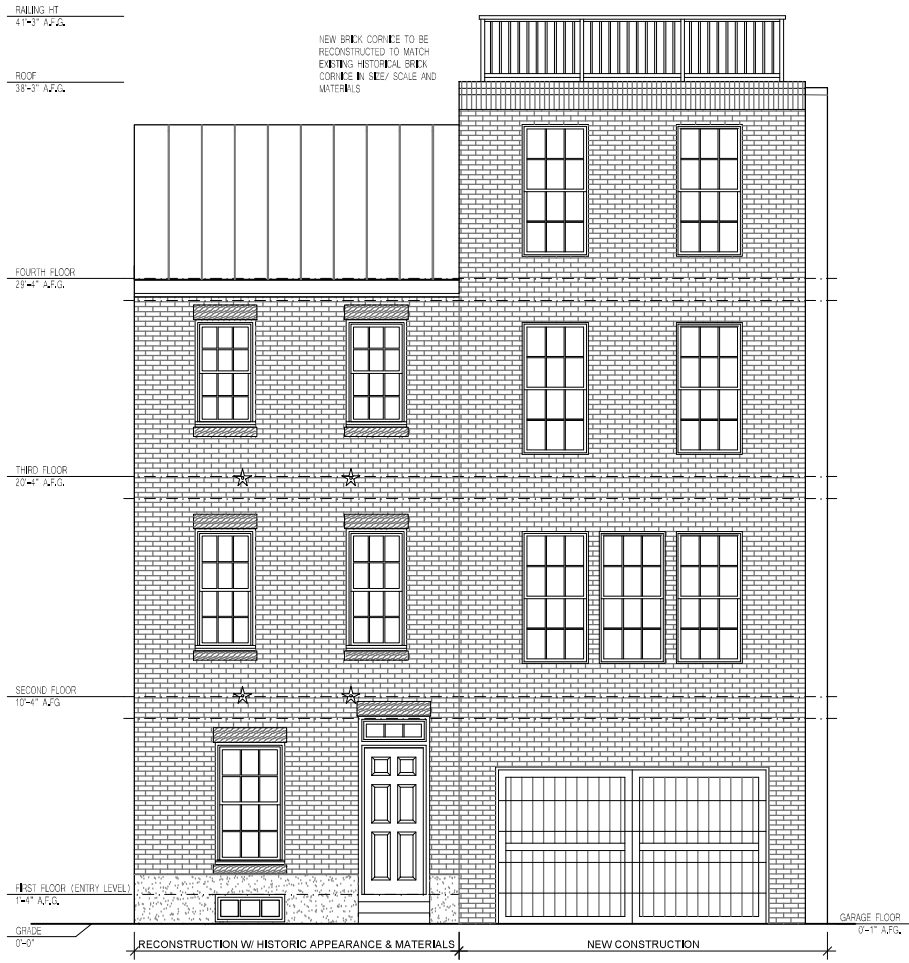 RAILING HT
41'-3" A.F.G.
NEW BRICK CORNICE TO BE
RECONSTRUCTED TO MATCH
EXISTING HISTORICAL BRICK
CORNICE IN SIZE/ SCALE AND
MATERIALS
ROOF
38'-3" A.F.G.
FOURTH FLOOR
29'-4" A.F.G.
THIRD FLOOR
20'-4" A.F.G.
SECOND FLOOR
10'-4" A.FG
FIRST FLOOR (ENTRY LEVEL)
1'-4" A.F.G.
GRADE
0'-0"
GARAGE FLOOR
0'-1" A.FG.
RECONSTRUCTION W/ HISTORIC APPEARANCE & MATERIALS
NEW CONSTRUCTION